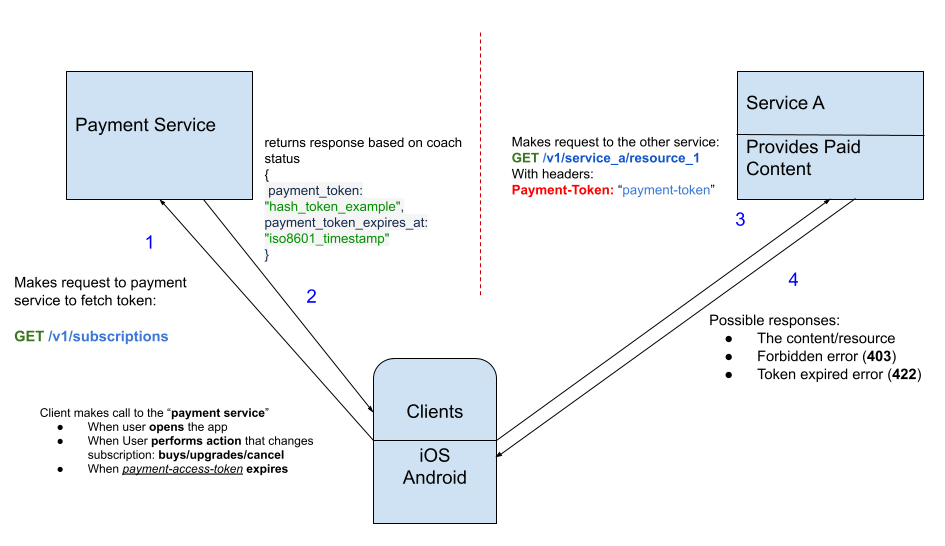 Payment Service
returns response based on coach
status
{
payment_token:
"hash_token_example",
payment_token_expires_at:
"iso8601_timestamp"
}
Makes request to the other service:
GET /v1/service_a/resource_1
With headers:
Payment-Token: “payment-token”
Service A
Provides Paid
Content
1
2
3
4
Makes request to payment
service to fetch token:
GET /v1/subscriptions
Possible responses:
● The content/resource
● Forbidden error (403)
● Token expired error (422)
Client makes call to the “payment service”
● When user opens the app
● When User performs action that changes
subscription: buys/upgrades/cancel
● When payment-access-token expires
Clients
iOS
Android